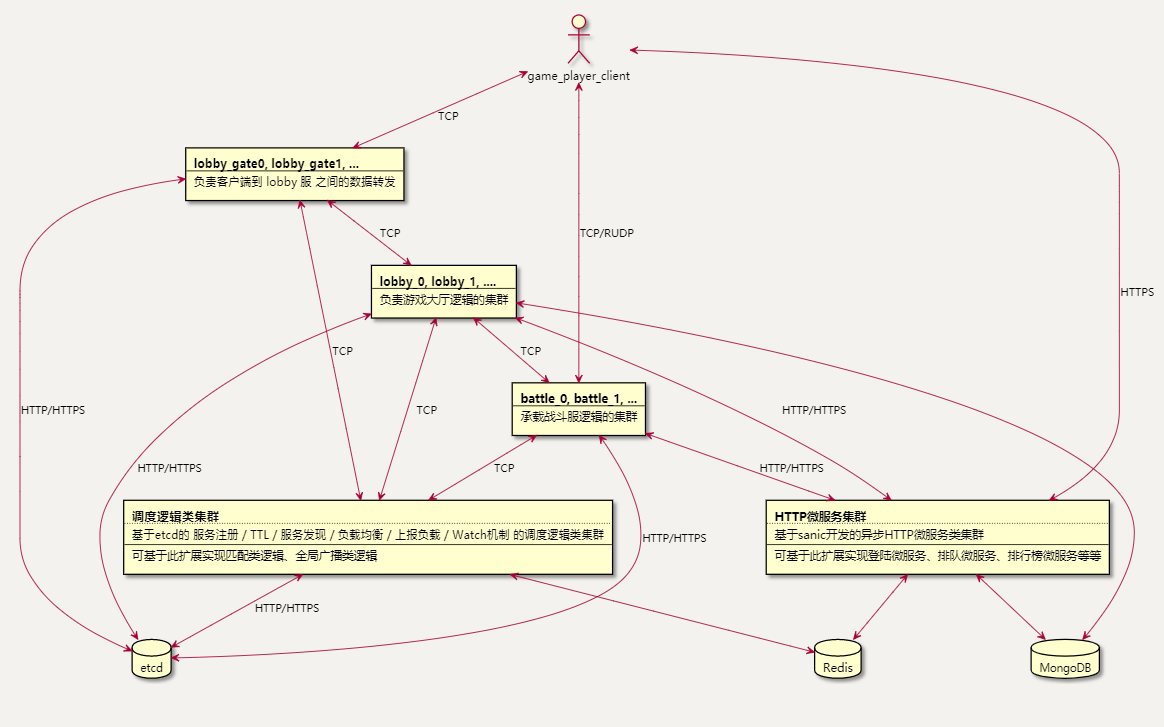 game_player_client
TCP
lobby_gate0, lobby_gate1, ...
负责客户端到 lobby 服 之间的数据转发
TCP
TCP/RUDP
lobby_0, lobby_1, ....
负责游戏大厅逻辑的集群
HTTPS
TCP
TCP
battle_0, battle_1, ...
承载战斗服逻辑的集群
HTTP/HTTPS
TCP
HTTP/HTTPS
HTTP/HTTPS
TCP
HTTP/HTTPS
调度逻辑类集群
基于etcd的 服务注册 / TTL / 服务发现 / 负载均衡 / 上报负载 / Watch机制 的调度逻辑类集群
可基于此扩展实现匹配类逻辑、全局广播类逻辑
HTTP/HTTPS
HTTP微服务集群
基于sanic开发的异步HTTP微服务类集群
可基于此扩展实现登陆微服务、排队微服务、排行榜微服务等等
HTTP/HTTPS
etcd
Redis
MongoDB